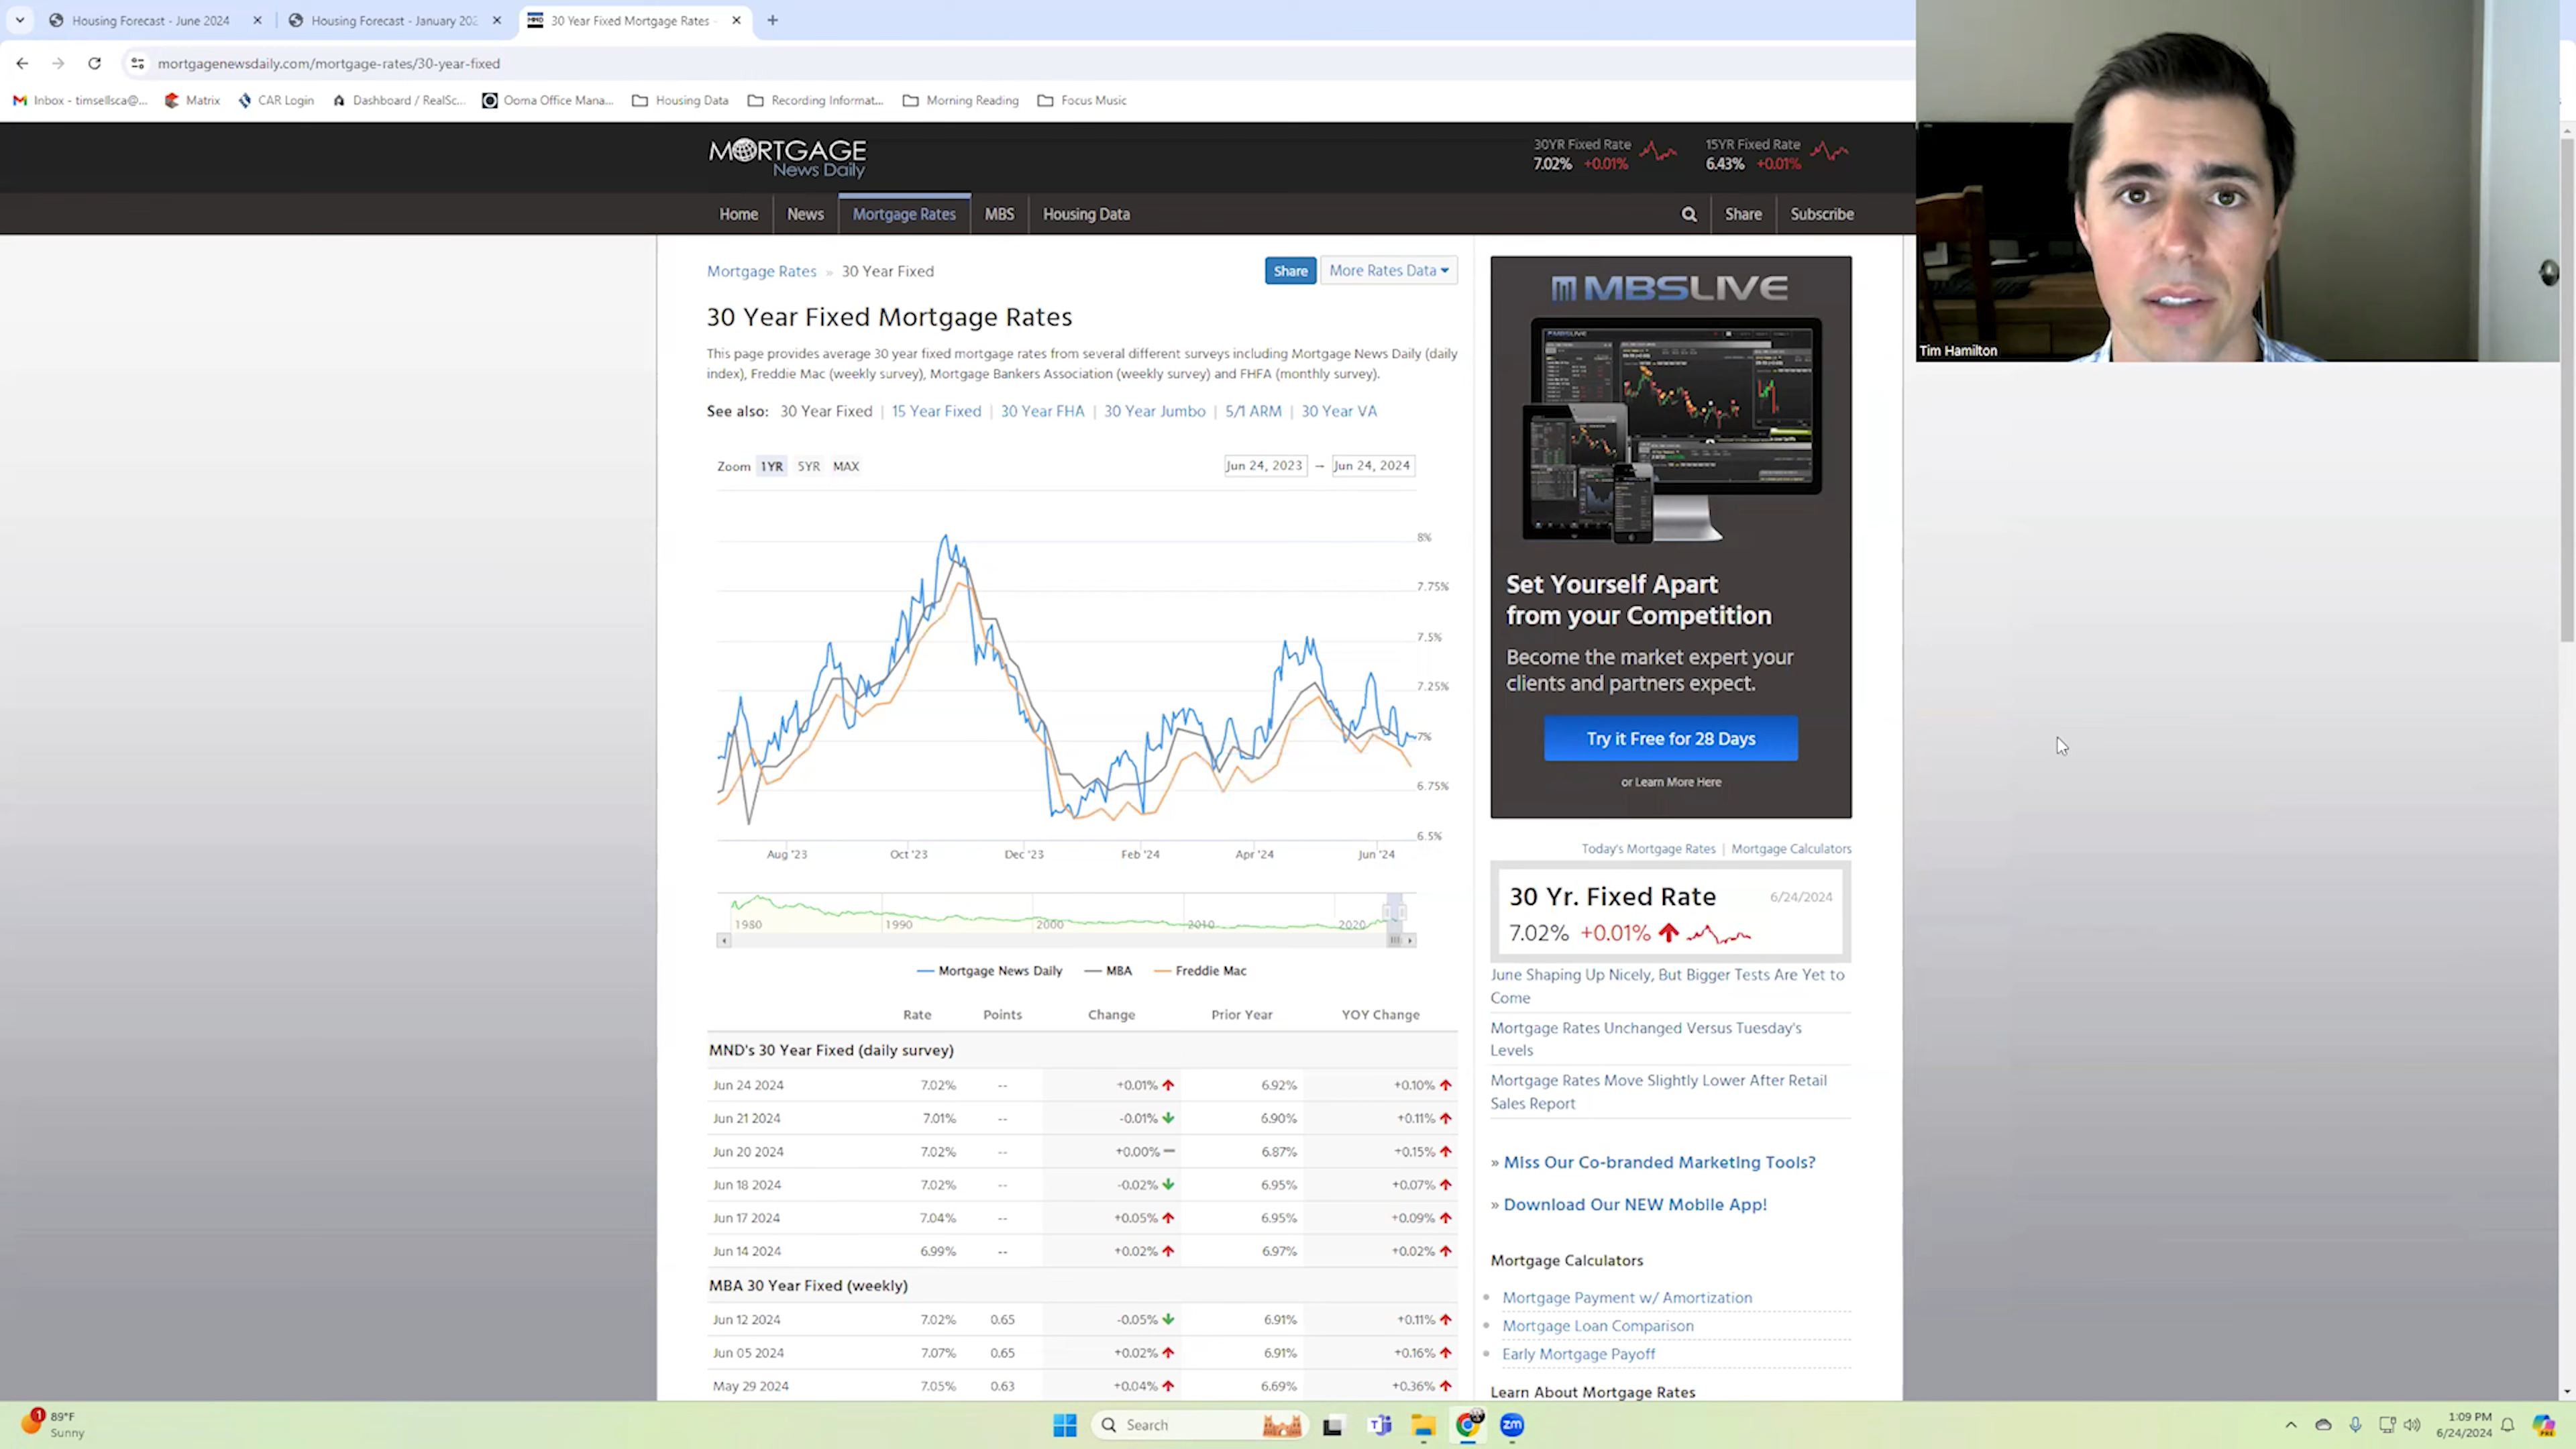 Housing Forecast - June 2024
Housing Forecast - January 202
30 Year Fixed Mortgage Rates -
mortgagenewsdaily.com/mortgage-rates/30-year-fixed
Inbox - timsellsca@...
Matrix
CAR Login
Dashboard / RealSc...
Ooma Office Mana...
Housing Data
Recording Informat...
Morning Reading
Focus Music
MORTGAGE
News Daily
30YR Fixed Rate
7.02% +0.01%
15YR Fixed Rate
6.43% +0.01%
Home
News
Mortgage Rates
MBS
Housing Data
Share
Subscribe
Tim Hamilton
Mortgage Rates » 30 Year Fixed
Share
More Rates Data
30 Year Fixed Mortgage Rates
This page provides average 30 year fixed mortgage rates from several different surveys including Mortgage News Daily (daily
index), Freddie Mac (weekly survey), Mortgage Bankers Association (weekly survey) and FHFA (monthly survey).
See also: 30 Year Fixed | 15 Year Fixed | 30 Year FHA | 30 Year Jumbo | 5/1 ARM | 30 Year VA
Zoom 1YR 5YR MAX
Jun 24, 2023 → Jun 24, 2024
8%
7.75%
7.5%
7.25%
7%
6.75%
6.5%
Aug '23 Oct '23 Dec '23 Feb '24 Apr '24 Jun '24
1980 1990 2000 2010 2020
Mortgage News Daily MBA Freddie Mac
Rate Points Change Prior Year YOY Change
MND's 30 Year Fixed (daily survey)
Jun 24 2024 7.02% -- +0.01% 6.92% +0.10%
Jun 21 2024 7.01% -- -0.01% 6.90% +0.11%
Jun 20 2024 7.02% -- +0.00% 6.87% +0.15%
Jun 18 2024 7.02% -- -0.02% 6.95% +0.07%
Jun 17 2024 7.04% -- +0.05% 6.95% +0.09%
Jun 14 2024 6.99% -- +0.02% 6.97% +0.02%
MBA 30 Year Fixed (weekly)
Jun 12 2024 7.02% 0.65 -0.05% 6.91% +0.11%
Jun 05 2024 7.07% 0.65 +0.02% 6.91% +0.16%
May 29 2024 7.05% 0.63 +0.04% 6.69% +0.36%
MBSLIVE
MBSLIVE
Set Yourself Apart
from your Competition
Become the market expert your
clients and partners expect.
Try it Free for 28 Days
or Learn More Here
Today's Mortgage Rates | Mortgage Calculators
30 Yr. Fixed Rate 6/24/2024
7.02% +0.01%
June Shaping Up Nicely, But Bigger Tests Are Yet to
Come
Mortgage Rates Unchanged Versus Tuesday's
Levels
Mortgage Rates Move Slightly Lower After Retail
Sales Report
» Miss Our Co-branded Marketing Tools?
» Download Our NEW Mobile App!
Mortgage Calculators
Mortgage Payment w/ Amortization
Mortgage Loan Comparison
Early Mortgage Payoff
Learn About Mortgage Rates
1
89°F
Sunny
Search
zm
1:09 PM
6/24/2024